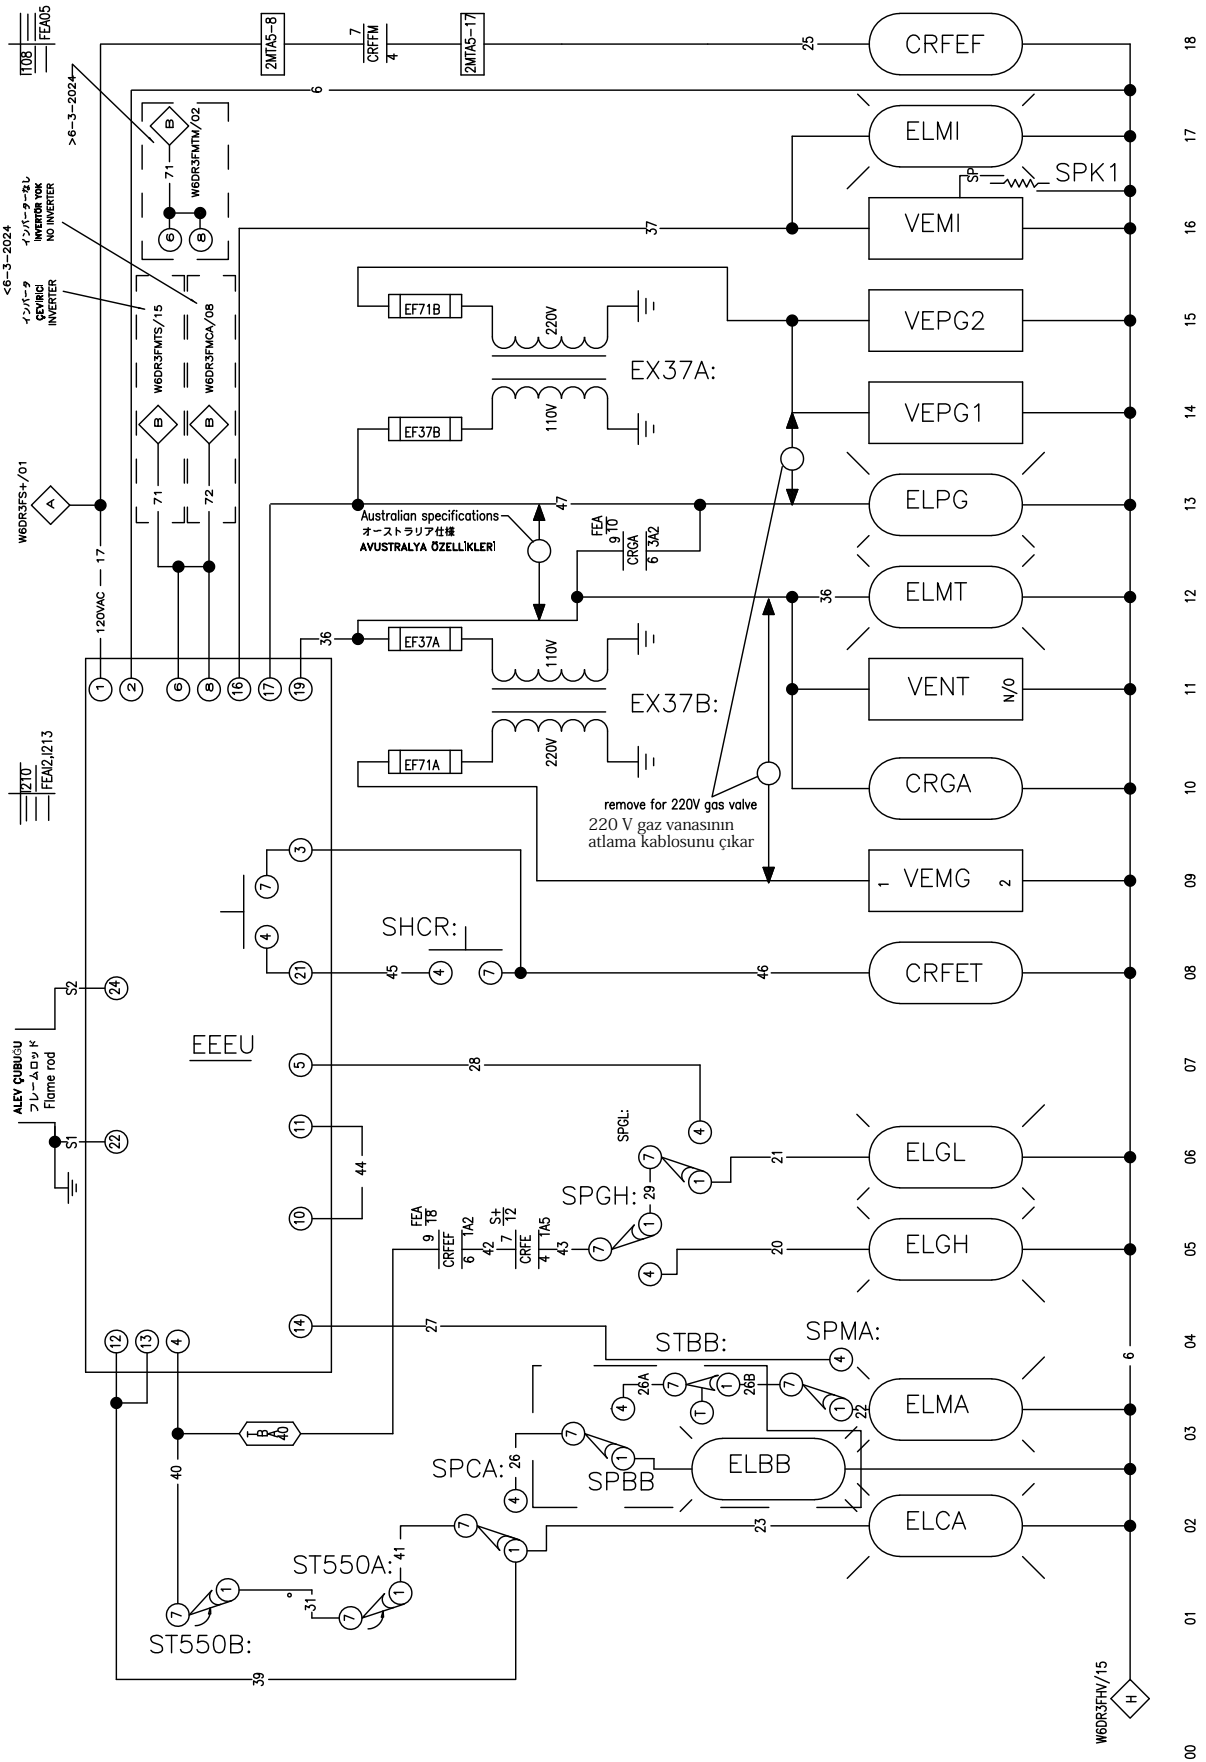 I108
FEA05
2MTA5-8
7
CRFFM
4
2MTA5-17
25
CRFEF
18
>6-3-2024
6
B
71
W6DR3FMTM/02
6
8
ELMI
17
<6-3-2024
インバーターなし
INVERTÖR YOK
NO INVERTER
インバータ
ÇEVİRİCİ
INVERTER
37
SP
SPK1
VEMI
16
W6DR3FMTS/15
W6DR3FMCA/08
B
B
71
72
EF71B
220V
VEPG2
15
EX37A:
EF37B
110V
VEPG1
14
W6DR3FS+/01
A
17
120VAC
47
ELPG
13
Australian specifications
オーストラリア仕様
AVUSTRALYA ÖZELLİKLERİ
FEA
9 10
CRGA
6 3A2
36
ELMT
12
1
2
6
8
16
17
19
36
EF37A
110V
VENT
N/O
11
EX37B:
EF71A
220V
I210
FEAI2,I213
remove for 220V gas valve
220 V gaz vanasının
atlama kablosunu çıkar
CRGA
10
3
7
4
21
1
VEMG
2
09
SHCR:
45
4
7
46
CRFET
08
S2
24
ALEV ÇUBUĞU
フレームロッド
Flame rod
EEEU
5
28
07
S1
22
11
44
10
SPGL:
4
7
1
21
ELGL
06
FEA
9 18
CRFEF
6 1A2
42
S+
7 12
CRFE
4 1A5
43
SPGH:
29
7
1
4
20
ELGH
05
12
13
4
14
27
STBB:
SPMA:
4
6
04
40
TBA
40
4
26A
7
T
1
26B
7
1
22
ELMA
03
SPCA:
26
4
7
1
SPBB
ELBB
7
1
23
ELCA
02
ST550A:
41
7
1
31
7
1
ST550B:
01
39
W6DR3FHV/15
H
00